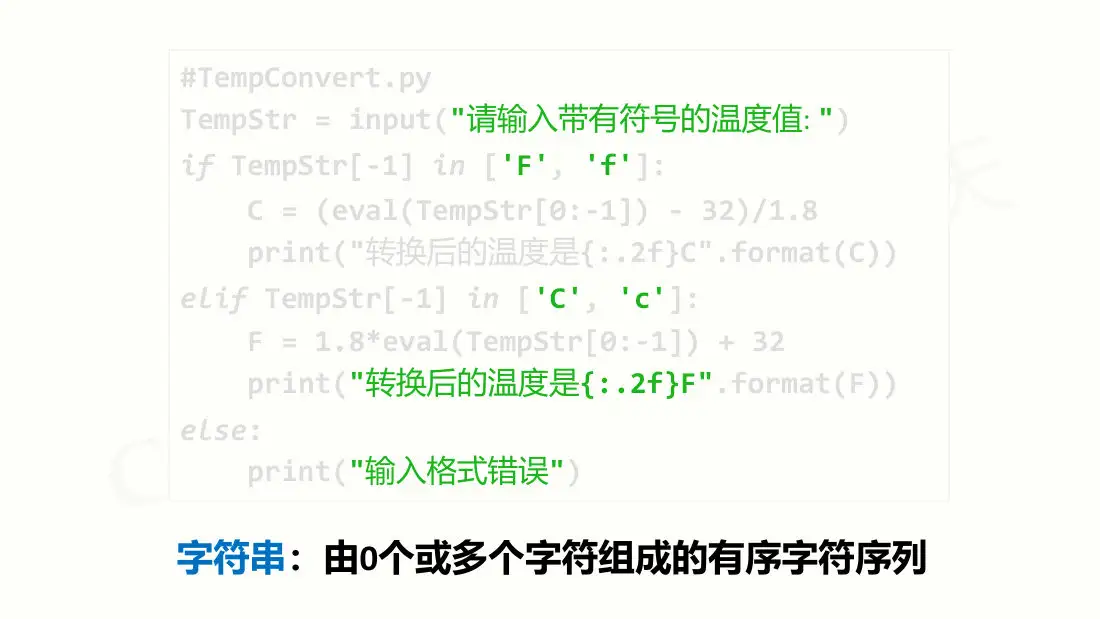 #TempConvert.py
TempStr = input("请输入带有符号的温度值: ")
if TempStr[-1] in ['F', 'f']:
    C = (eval(TempStr[0:-1]) - 32)/1.8
    print("转换后的温度是{:.2f}C".format(C))
elif TempStr[-1] in ['C', 'c']:
    F = 1.8*eval(TempStr[0:-1]) + 32
    print("转换后的温度是{:.2f}F".format(F))
else:
    print("输入格式错误")
字符串：由0个或多个字符组成的有序字符序列